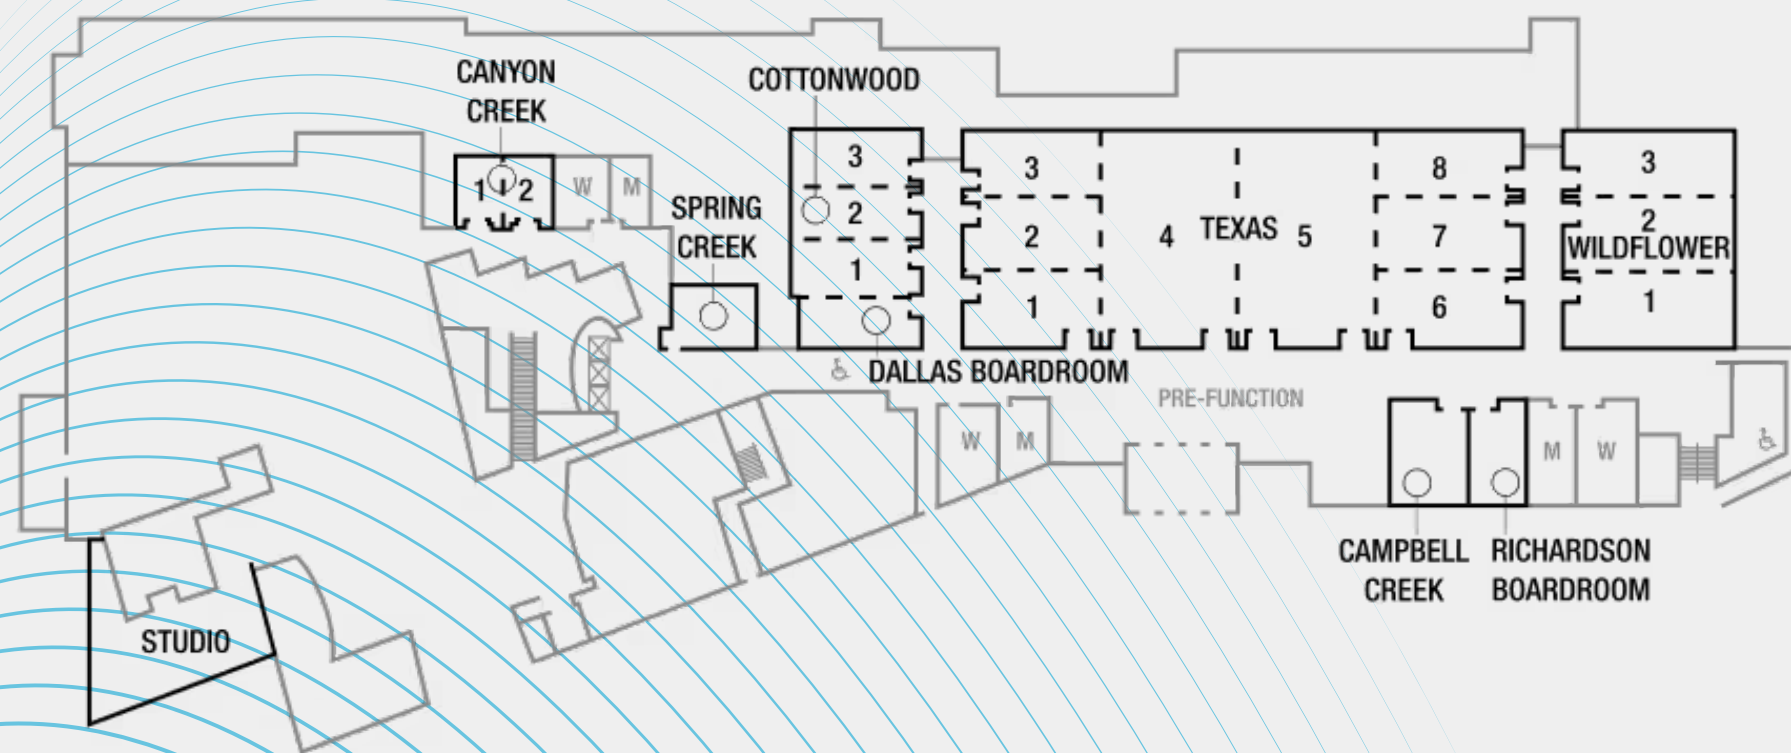 CANYON
CREEK
1 2
W
M
COTTONWOOD
3
2
1
SPRING
CREEK
DALLAS BOARDROOM
3
2
1
4
TEXAS
5
8
7
6
3
2
WILDFLOWER
1
PRE-FUNCTION
W
M
M
W
CAMPBELL
CREEK
RICHARDSON
BOARDROOM
STUDIO